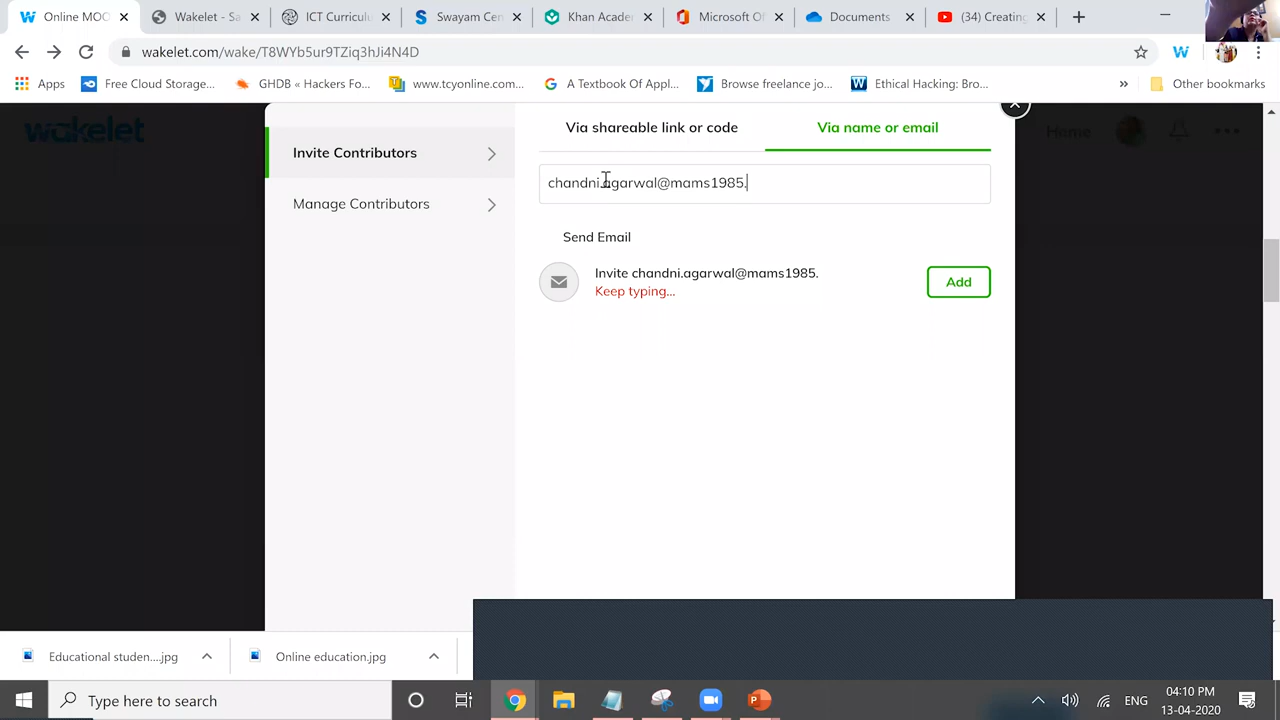 Online MOO
Wakelet - Sa
ICT Curriculu
Swayam Cen
Khan Acader
Microsoft Of
Documents
(34) Creating
wakelet.com/wake/T8WYb5ur9TZiq3hJi4N4D
Apps
Free Cloud Storage...
GHDB « Hackers Fo...
www.tcyonline.com...
A Textbook Of Appl...
Browse freelance jo...
Ethical Hacking: Bro...
»
Other bookmarks
wakelet
Home
Via shareable link or code
Via name or email
Invite Contributors
Manage Contributors
chandni.agarwal@mams1985.
Send Email
Invite chandni.agarwal@mams1985.
Keep typing...
Add
Educational studen....jpg
Online education.jpg
Type here to search
ENG
04:10 PM
13-04-2020